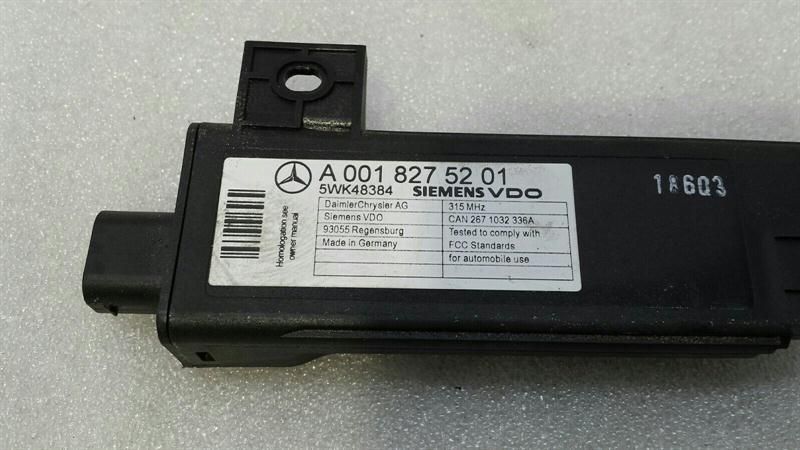 A 001 827 52 01
5WK48384 SIEMENS VDO
DaimlerChrysler AG
Siemens VDO
93055 Regensburg
Made in Germany
315 MHz
CAN 267 1032 336A
Tested to comply with
FCC Standards
for automobile use
Homologation see
owner manual
18603